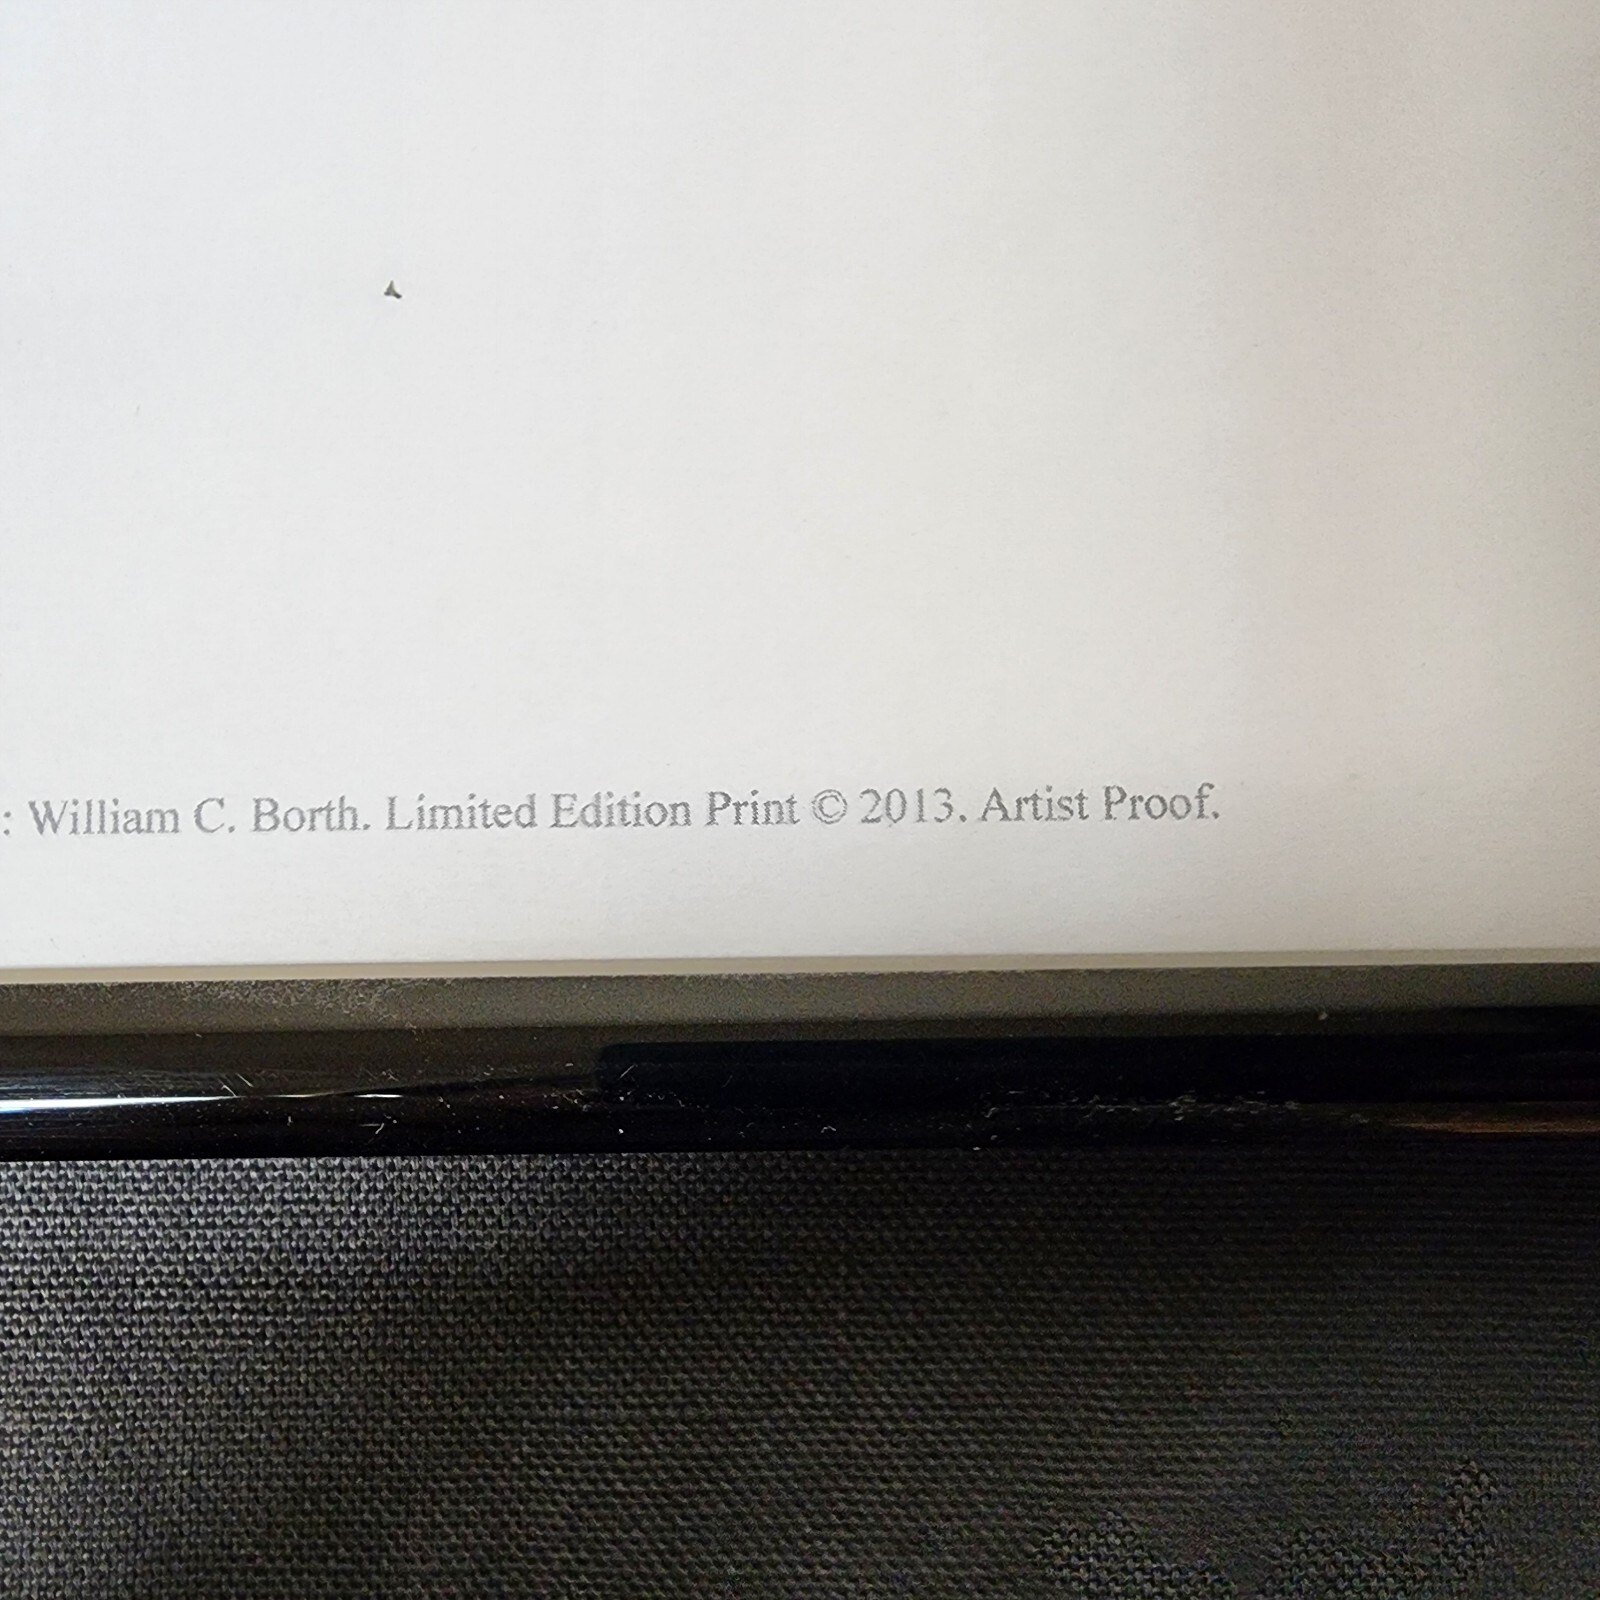 : William C. Borth. Limited Edition Print © 2013. Artist Proof.